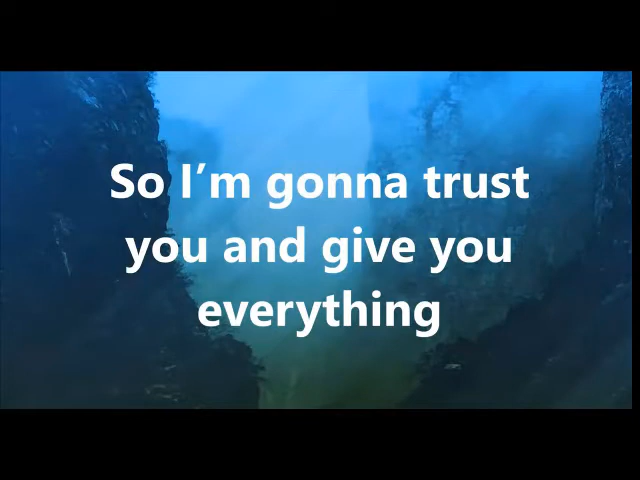 So I’m gonna trust
you and give you
everything